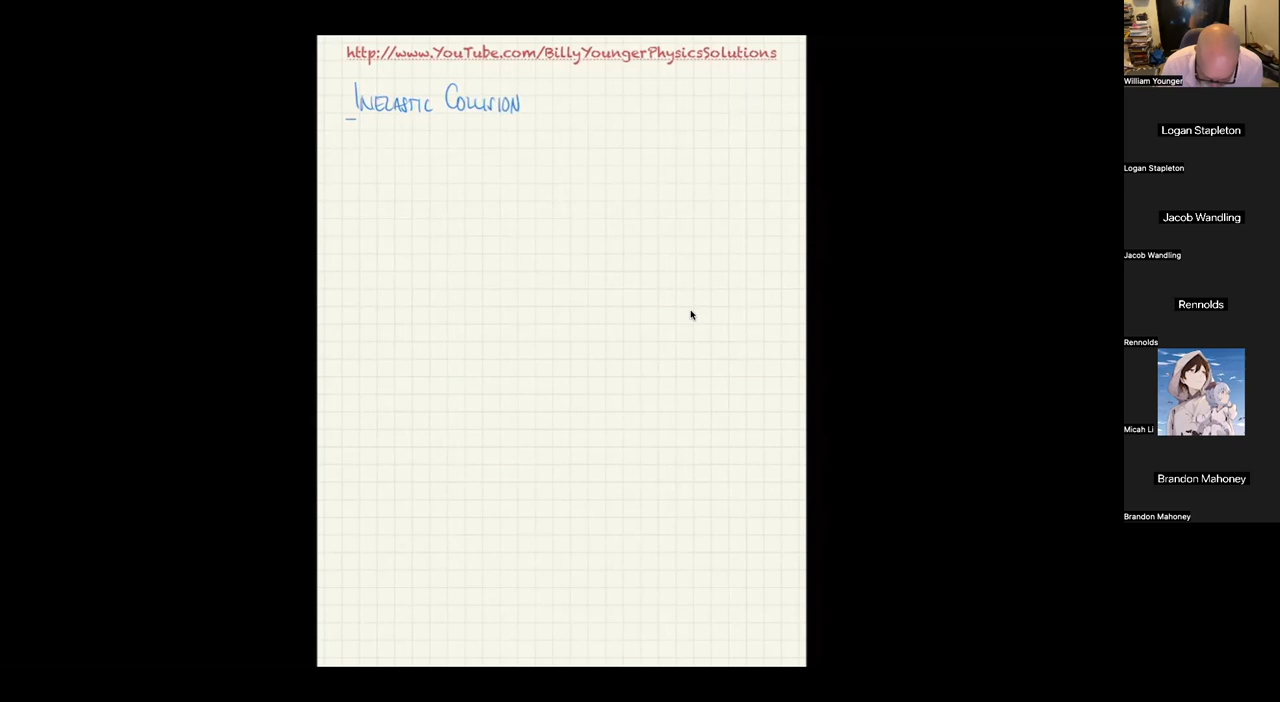 http://www.YouTube.com/BillyYoungerPhysicsSolutions
Inelastic Collision
William Younger
Logan Stapleton
Logan Stapleton
Jacob Wandling
Jacob Wandling
Rennolds
Rennolds
Micah Li
Brandon Mahoney
Brandon Mahoney